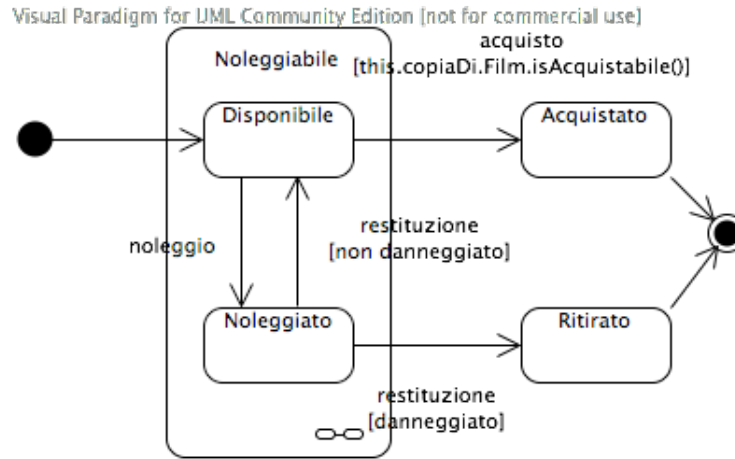 Visual Paradigm for UML Community Edition [not for commercial use]
acquisto
[this.copiaDi.Film.isAcquistabile()]
Noleggiabile
Disponibile
Acquistato
noleggio
restituzione
[non danneggiato]
Noleggiato
Ritirato
restituzione
[danneggiato]